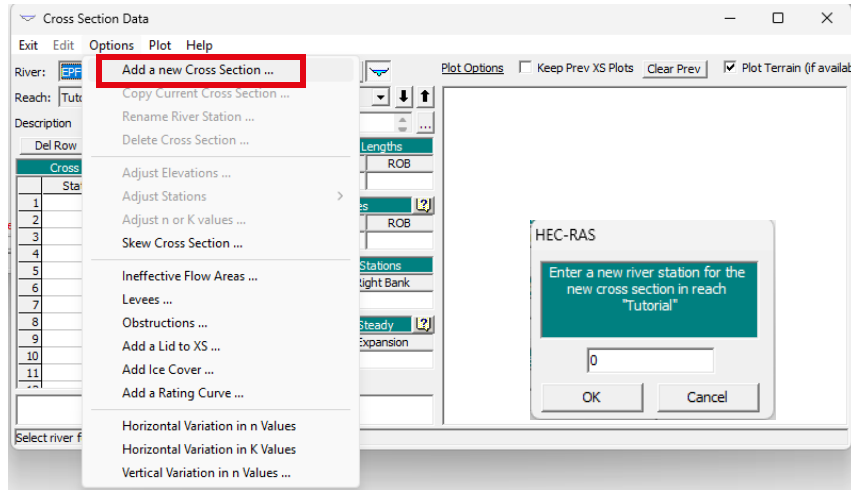 Cross Section Data
Exit Edit Options Plot Help
River: EPF
Reach: Tuto
Description
Del Row
Cross
Sta
1
2
3
4
5
6
7
8
9
10
11
Select river f
Add a new Cross Section ...
Copy Current Cross Section ...
Rename River Station ...
Delete Cross Section ...
Adjust Elevations ...
Adjust Stations
Adjust n or K values ...
Skew Cross Section ...
Ineffective Flow Areas ...
Levees ...
Obstructions ...
Add a Lid to XS ...
Add Ice Cover ...
Add a Rating Curve ...
Horizontal Variation in n Values
Horizontal Variation in K Values
Vertical Variation in n Values ...
...
Lengths
ROB
es
ROB
Stations
Right Bank
Steady
Expansion
Plot Options Keep Prev XS Plots Clear Prev Plot Terrain (if availab
HEC-RAS
Enter a new river station for the
new cross section in reach
"Tutorial"
0
OK Cancel